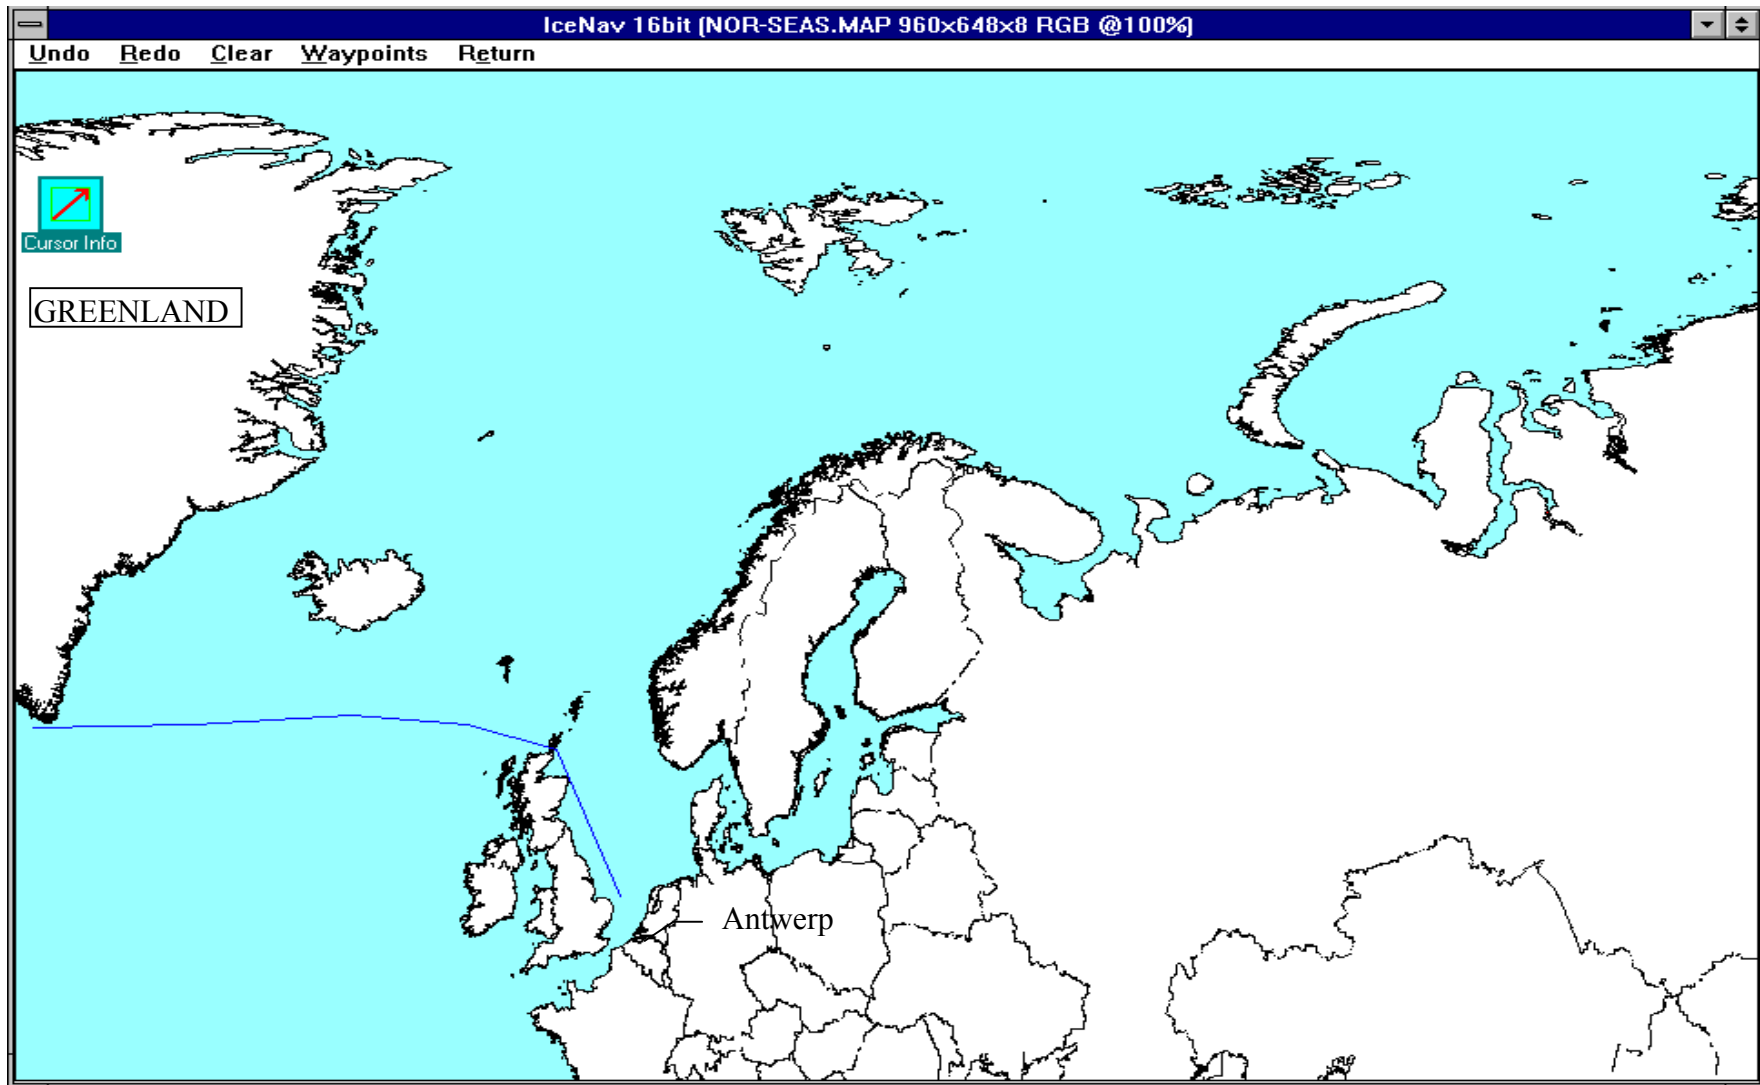 IceNav 16bit (NOR-SEAS.MAP 960x648x8 RGB @100%)
Undo Redo Clear Waypoints Return
Cursor Info
GREENLAND
Antwerp